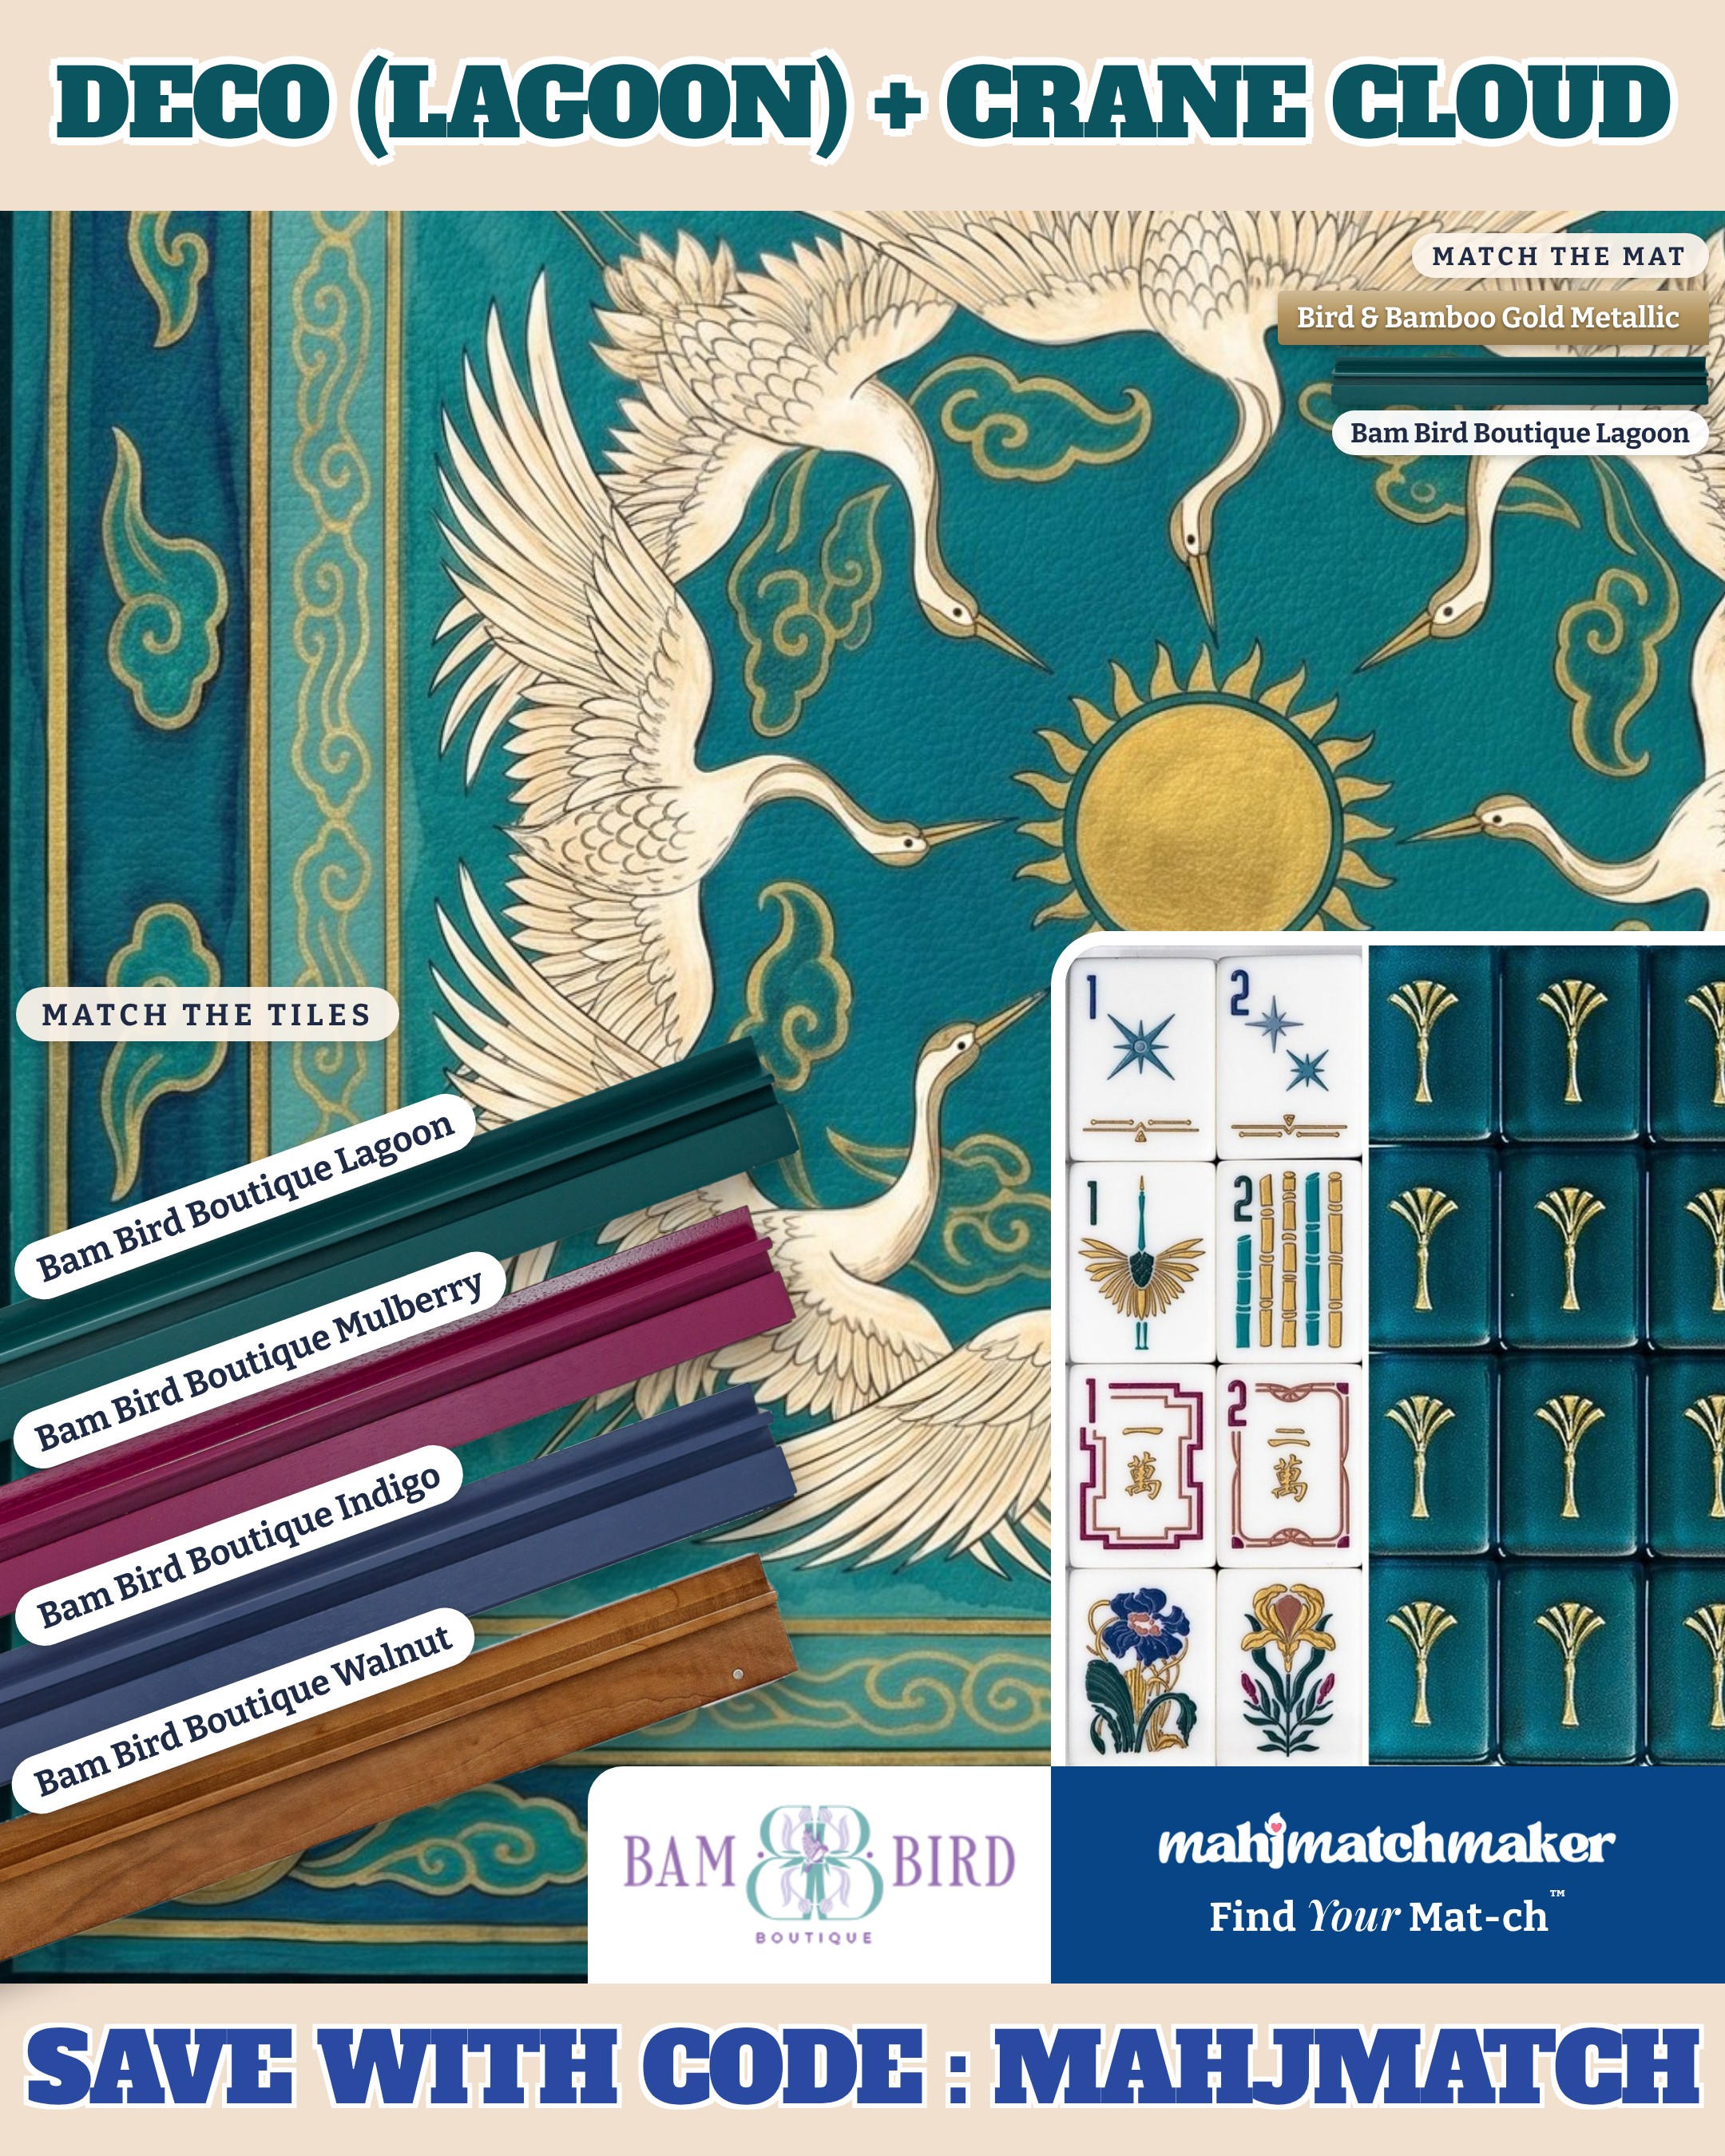 DECO (LAGOON) + CRANE CLOUD
MATCH THE MAT
Bird & Bamboo Gold Metallic
Bam Bird Boutique Lagoon
MATCH THE TILES
Bam Bird Boutique Lagoon
Bam Bird Boutique Mulberry
Bam Bird Boutique Indigo
Bam Bird Boutique Walnut
1 2
1 2
1 一萬 2 二萬
BAM BB BIRD
BOUTIQUE
mahjmatchmaker
Find Your Mat-ch™
SAVE WITH CODE : MAHJMATCH